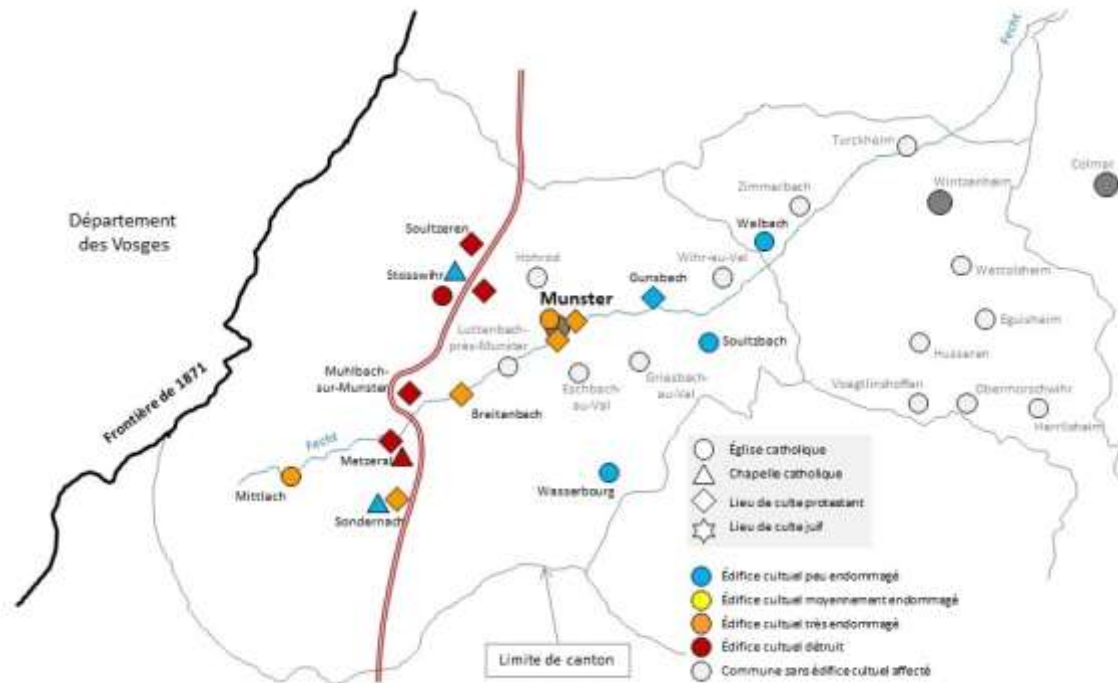 Fecht
Turckheim
Colmar
Wintzenheim
Zimmerbach
Département
des Vosges
Walbach
Soultzeren
Stosswihr
Hohrod
Wihr-au-Val
Gunsbach
Wettolsheim
Munster
Eguisheim
Luttenbach-
près-Munster
Soultzbach
Husseren
Muhlbach-
sur-Munster
Griesbach-
au-Val
Eschbach-
au-Val
Voegtlinshoffen
Obermorschwihr
Herrlisheim
Frontière de 1871
Breitenbach
Fecht
Metzeral
Mittlach
Wasserbourg
Sondernach
Église catholique
Chapelle catholique
Lieu de culte protestant
Lieu de culte juif
Édifice cultuel peu endommagé
Édifice cultuel moyennement endommagé
Édifice cultuel très endommagé
Édifice cultuel détruit
Commune sans édifice cultuel affecté
Limite de canton